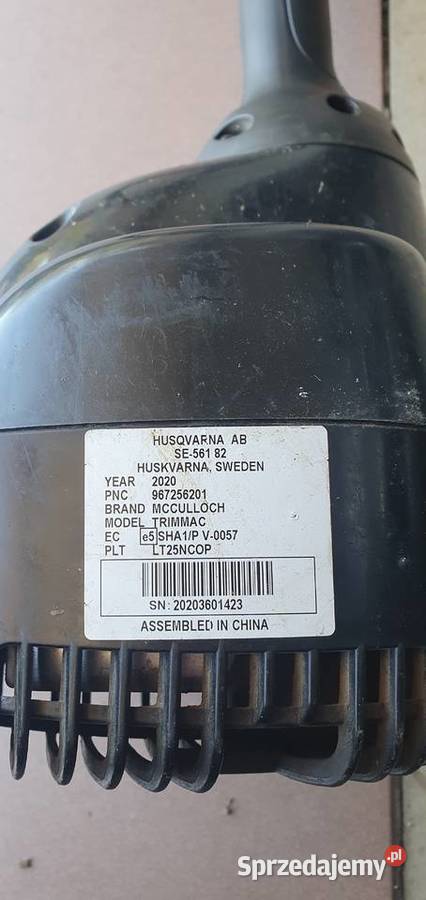 HUSQVARNA AB
SE-561 82
HUSKVARNA, SWEDEN
YEAR 2020
PNC 967256201
BRAND MCCULLOCH
MODEL TRIMMAC
EC e5 SHA1/P V-0057
PLT LT25NCOP
SN: 20203601423
ASSEMBLED IN CHINA
Sprzedajemy.pl